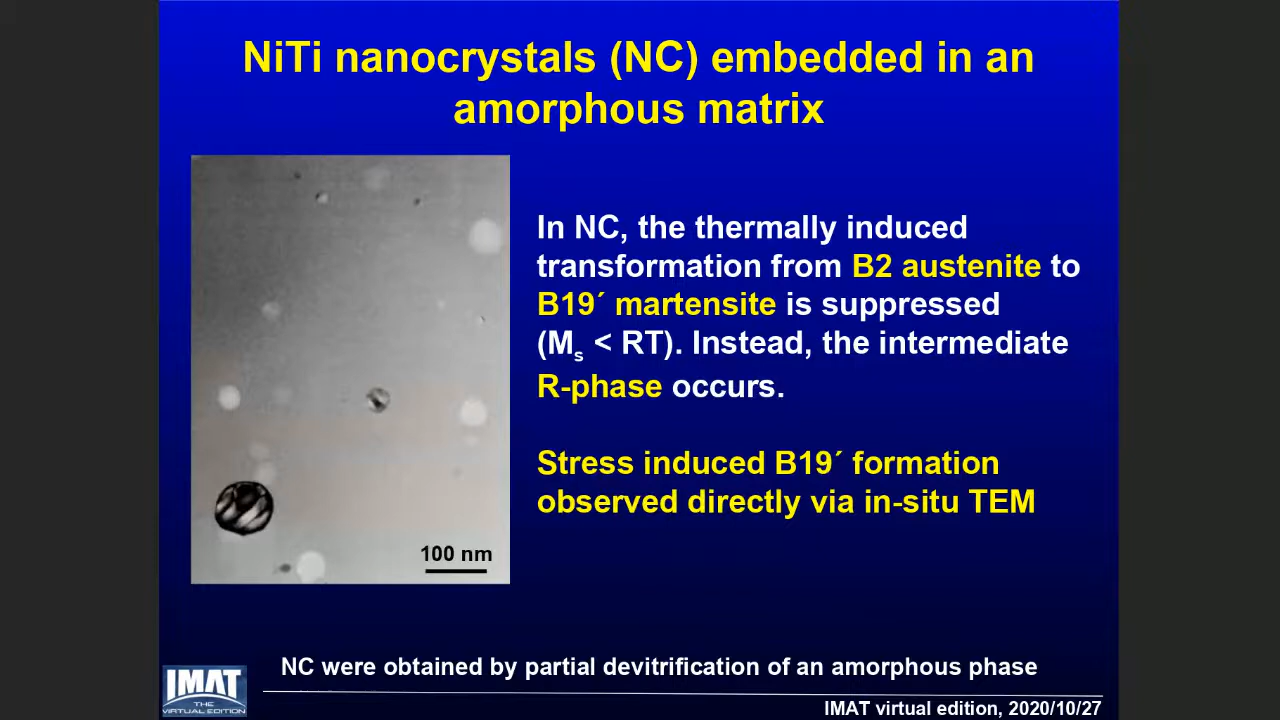 NiTi nanocrystals (NC) embedded in an
amorphous matrix
In NC, the thermally induced
transformation from B2 austenite to
B19´ martensite is suppressed
(Ms < RT). Instead, the intermediate
R-phase occurs.
Stress induced B19´ formation
observed directly via in-situ TEM
100 nm
NC were obtained by partial devitrification of an amorphous phase
IMAT
THE
VIRTUAL EDITION
IMAT virtual edition, 2020/10/27